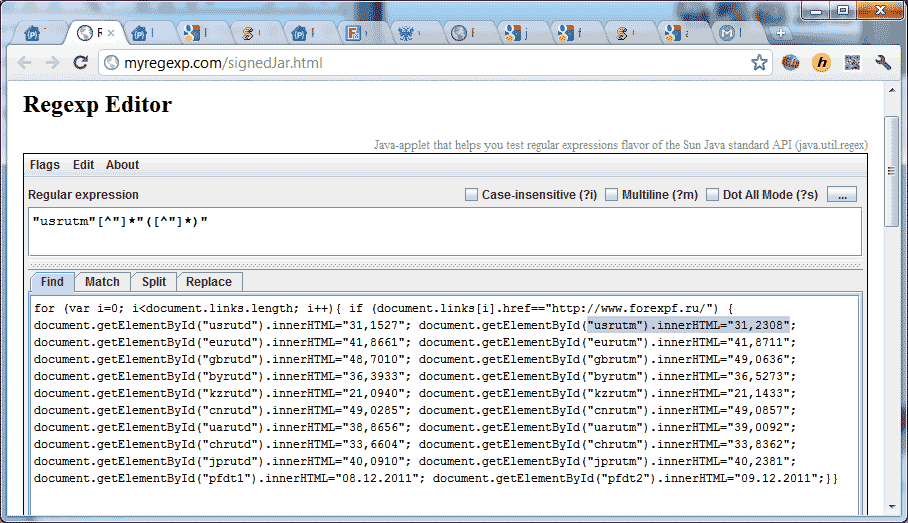 myregexp.com/signedJar.html
Regexp Editor
Java-applet that helps you test regular expressions flavor of the Sun Java standard API (java.util.regex)
Flags Edit About
Regular expression Case-insensitive (?i) Multiline (?m) Dot All Mode (?s) ...
"usrutm"[^"]*"([^"]*)"
Find Match Split Replace
for (var i=0; i<document.links.length; i++){ if (document.links[i].href=="http://www.forexpf.ru/") {
document.getElementById("usrutd").innerHTML="31,1527"; document.getElementById("usrutm").innerHTML="31,2308";
document.getElementById("eurutd").innerHTML="41,8661"; document.getElementById("eurutm").innerHTML="41,8711";
document.getElementById("gbrutd").innerHTML="48,7010"; document.getElementById("gbrutm").innerHTML="49,0636";
document.getElementById("byrutd").innerHTML="36,3933"; document.getElementById("byrutm").innerHTML="36,5273";
document.getElementById("kzrutd").innerHTML="21,0940"; document.getElementById("kzrutm").innerHTML="21,1433";
document.getElementById("cnrutd").innerHTML="49,0285"; document.getElementById("cnrutm").innerHTML="49,0857";
document.getElementById("uarutd").innerHTML="38,8656"; document.getElementById("uarutm").innerHTML="39,0092";
document.getElementById("chrutd").innerHTML="33,6604"; document.getElementById("chrutm").innerHTML="33,8362";
document.getElementById("jprutd").innerHTML="40,0910"; document.getElementById("jprutm").innerHTML="40,2381";
document.getElementById("pfdt1").innerHTML="08.12.2011"; document.getElementById("pfdt2").innerHTML="09.12.2011";}}